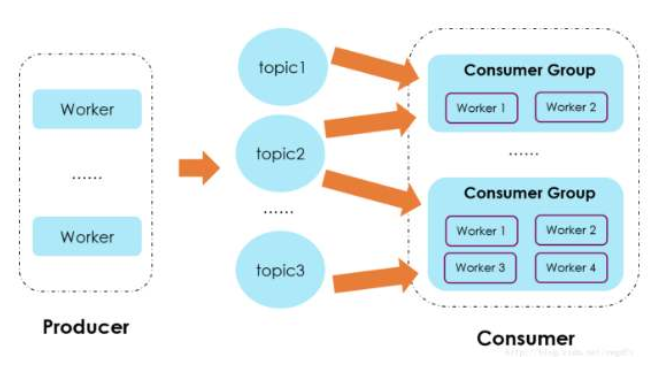 Worker
......
Worker
Producer
topic1
topic2
......
topic3
Consumer Group
Worker 1
Worker 2
......
Consumer Group
Worker 1
Worker 2
Worker 3
Worker 4
Consumer